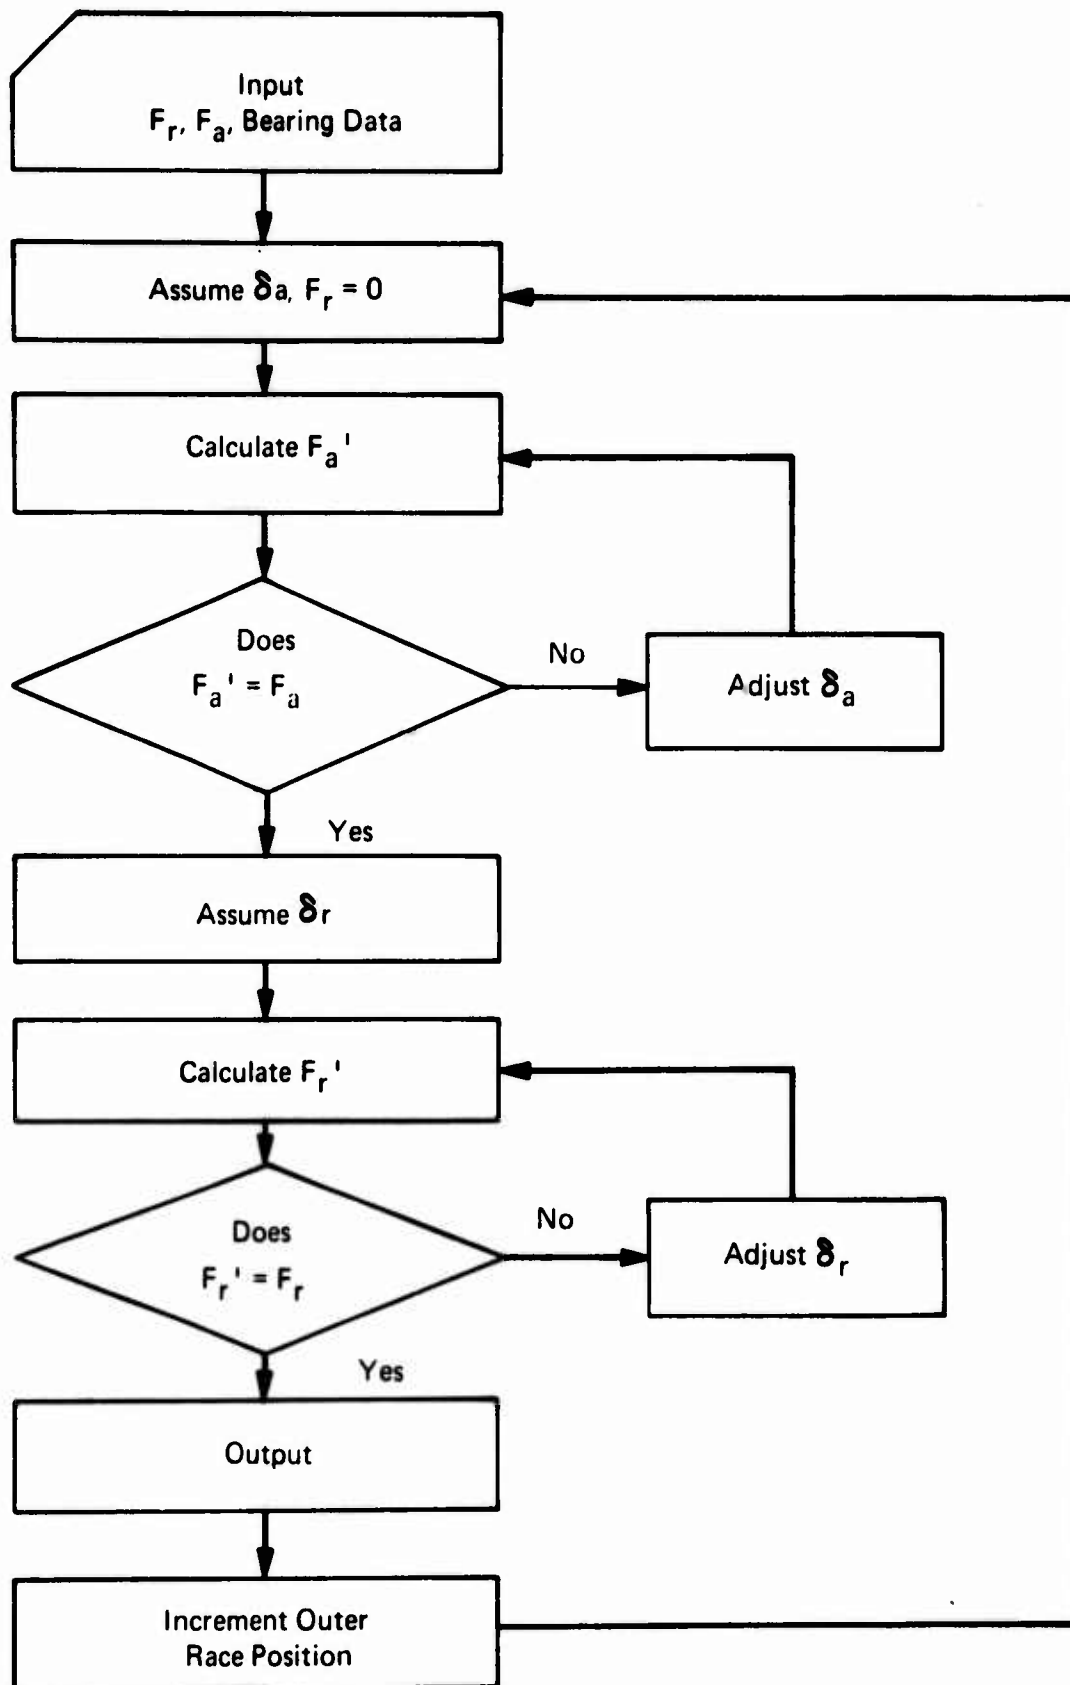 Input
Fr, Fa, Bearing Data
Assume δa, Fr = 0
Calculate Fa'
Does
Fa' = Fa
No
Adjust δa
Yes
Assume δr
Calculate Fr'
Does
Fr' = Fr
No
Adjust δr
Yes
Output
Increment Outer
Race Position